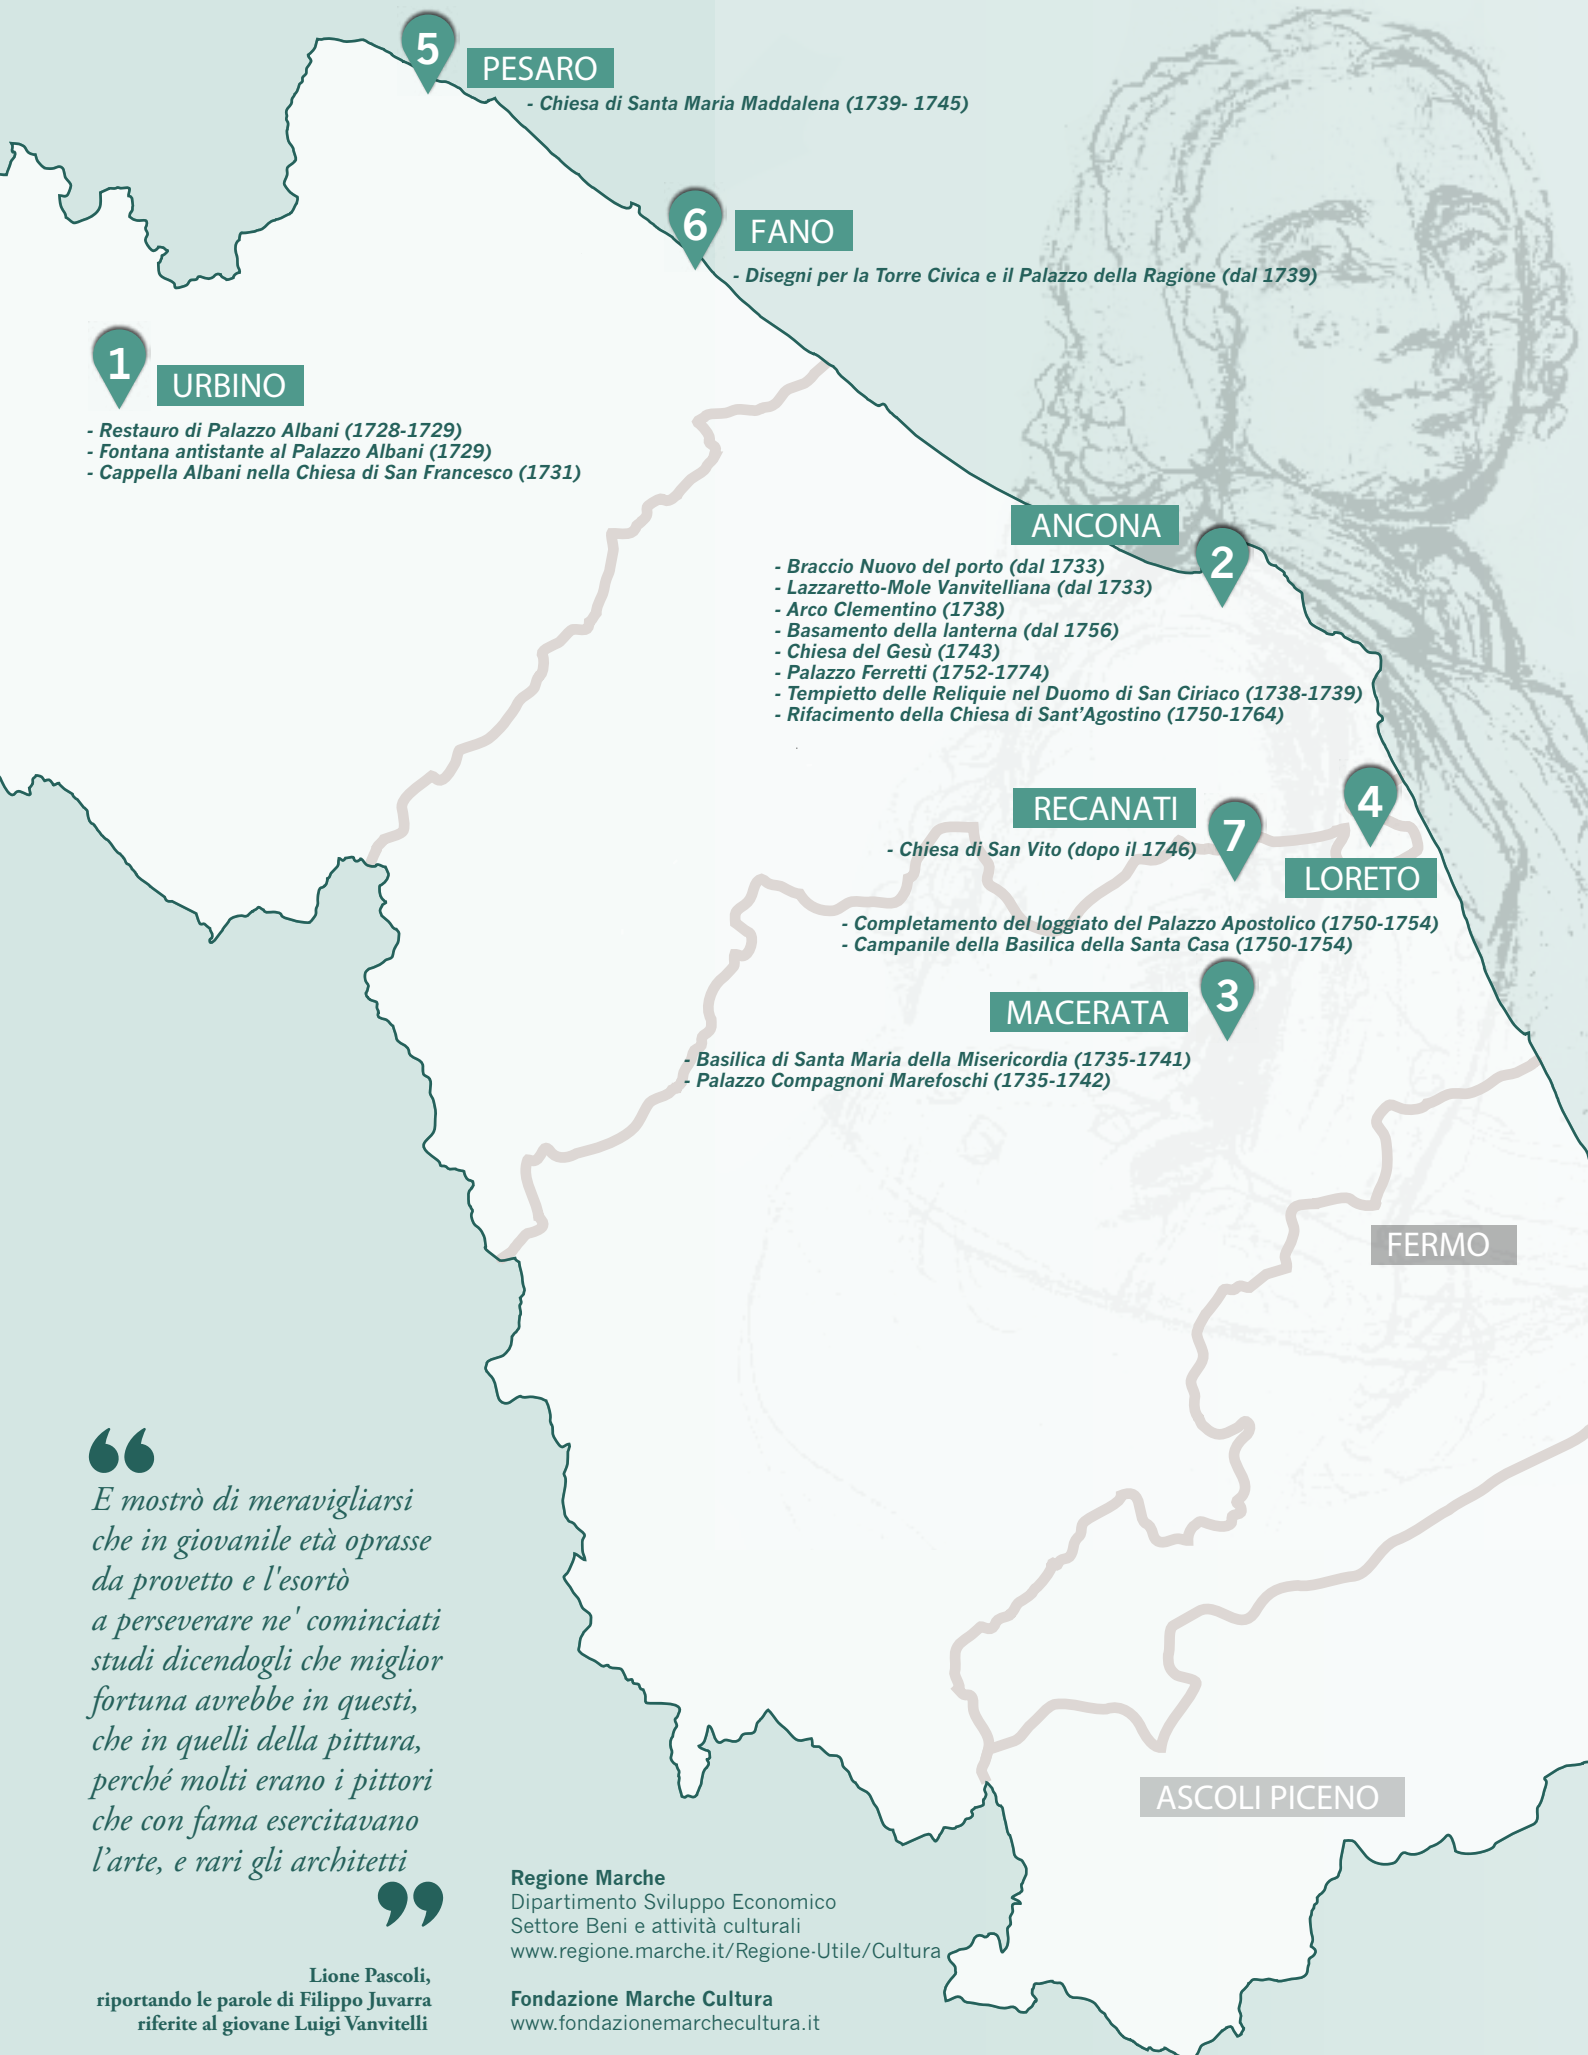 5
PESARO
- Chiesa di Santa Maria Maddalena (1739- 1745)
6
FANO
- Disegni per la Torre Civica e il Palazzo della Ragione (dal 1739)
1
URBINO
- Restauro di Palazzo Albani (1728-1729)
- Fontana antistante al Palazzo Albani (1729)
- Cappella Albani nella Chiesa di San Francesco (1731)
ANCONA
2
- Braccio Nuovo del porto (dal 1733)
- Lazzaretto-Mole Vanvitelliana (dal 1733)
- Arco Clementino (1738)
- Basamento della lanterna (dal 1756)
- Chiesa del Gesù (1743)
- Palazzo Ferretti (1752-1774)
- Tempietto delle Reliquie nel Duomo di San Ciriaco (1738-1739)
- Rifacimento della Chiesa di Sant'Agostino (1750-1764)
RECANATI
7
- Chiesa di San Vito (dopo il 1746)
4
LORETO
- Completamento del loggiato del Palazzo Apostolico (1750-1754)
- Campanile della Basilica della Santa Casa (1750-1754)
MACERATA
3
- Basilica di Santa Maria della Misericordia (1735-1741)
- Palazzo Compagnoni Marefoschi (1735-1742)
FERMO
ASCOLI PICENO
“
E mostrò di meravigliarsi
che in giovanile età oprasse
da provetto e l'esortò
a perseverare ne' cominciati
studi dicendogli che miglior
fortuna avrebbe in questi,
che in quelli della pittura,
perché molti erano i pittori
che con fama esercitavano
l’arte, e rari gli architetti
”
Lione Pascoli,
riportando le parole di Filippo Juvarra
riferite al giovane Luigi Vanvitelli
Regione Marche
Dipartimento Sviluppo Economico
Settore Beni e attività culturali
www.regione.marche.it/Regione-Utile/Cultura
Fondazione Marche Cultura
www.fondazionemarchecultura.it